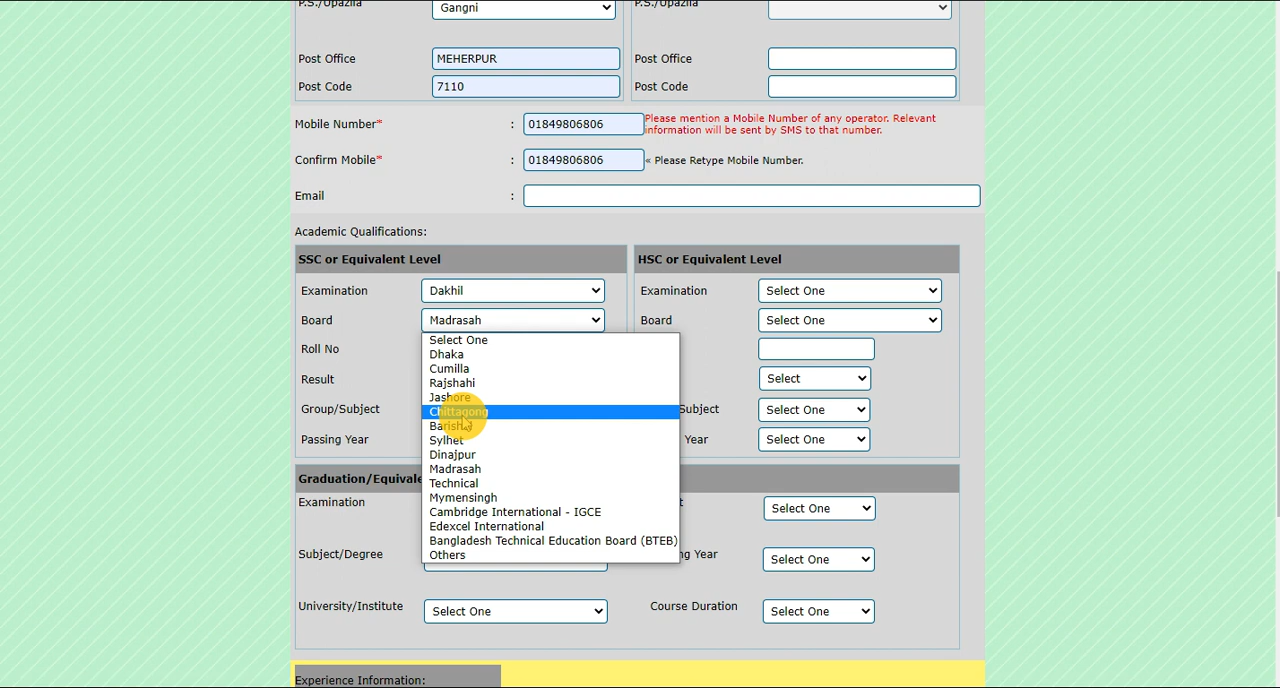 P.S./Upazila Gangni P.S./Upazila
Post Office MEHERPUR Post Office
Post Code 7110 Post Code
Mobile Number* : 01849806806 Please mention a Mobile Number of any operator. Relevant
information will be sent by SMS to that number.
Confirm Mobile* : 01849806806 « Please Retype Mobile Number.
Email :
Academic Qualifications:
SSC or Equivalent Level HSC or Equivalent Level
Examination Dakhil Examination Select One
Board Madrasah Board Select One
Select One
Roll No Dhaka
Cumilla
Result Rajshahi Select
Jashore
Group/Subject Chittagong Subject Select One
Barishal
Passing Year Sylhet Year Select One
Dinajpur
Madrasah
Graduation/Equivale Technical
Mymensingh
Examination Cambridge International - IGCE Select One
Edexcel International
Bangladesh Technical Education Board (BTEB)
Subject/Degree Others ng Year Select One
University/Institute Select One Course Duration Select One
Experience Information: